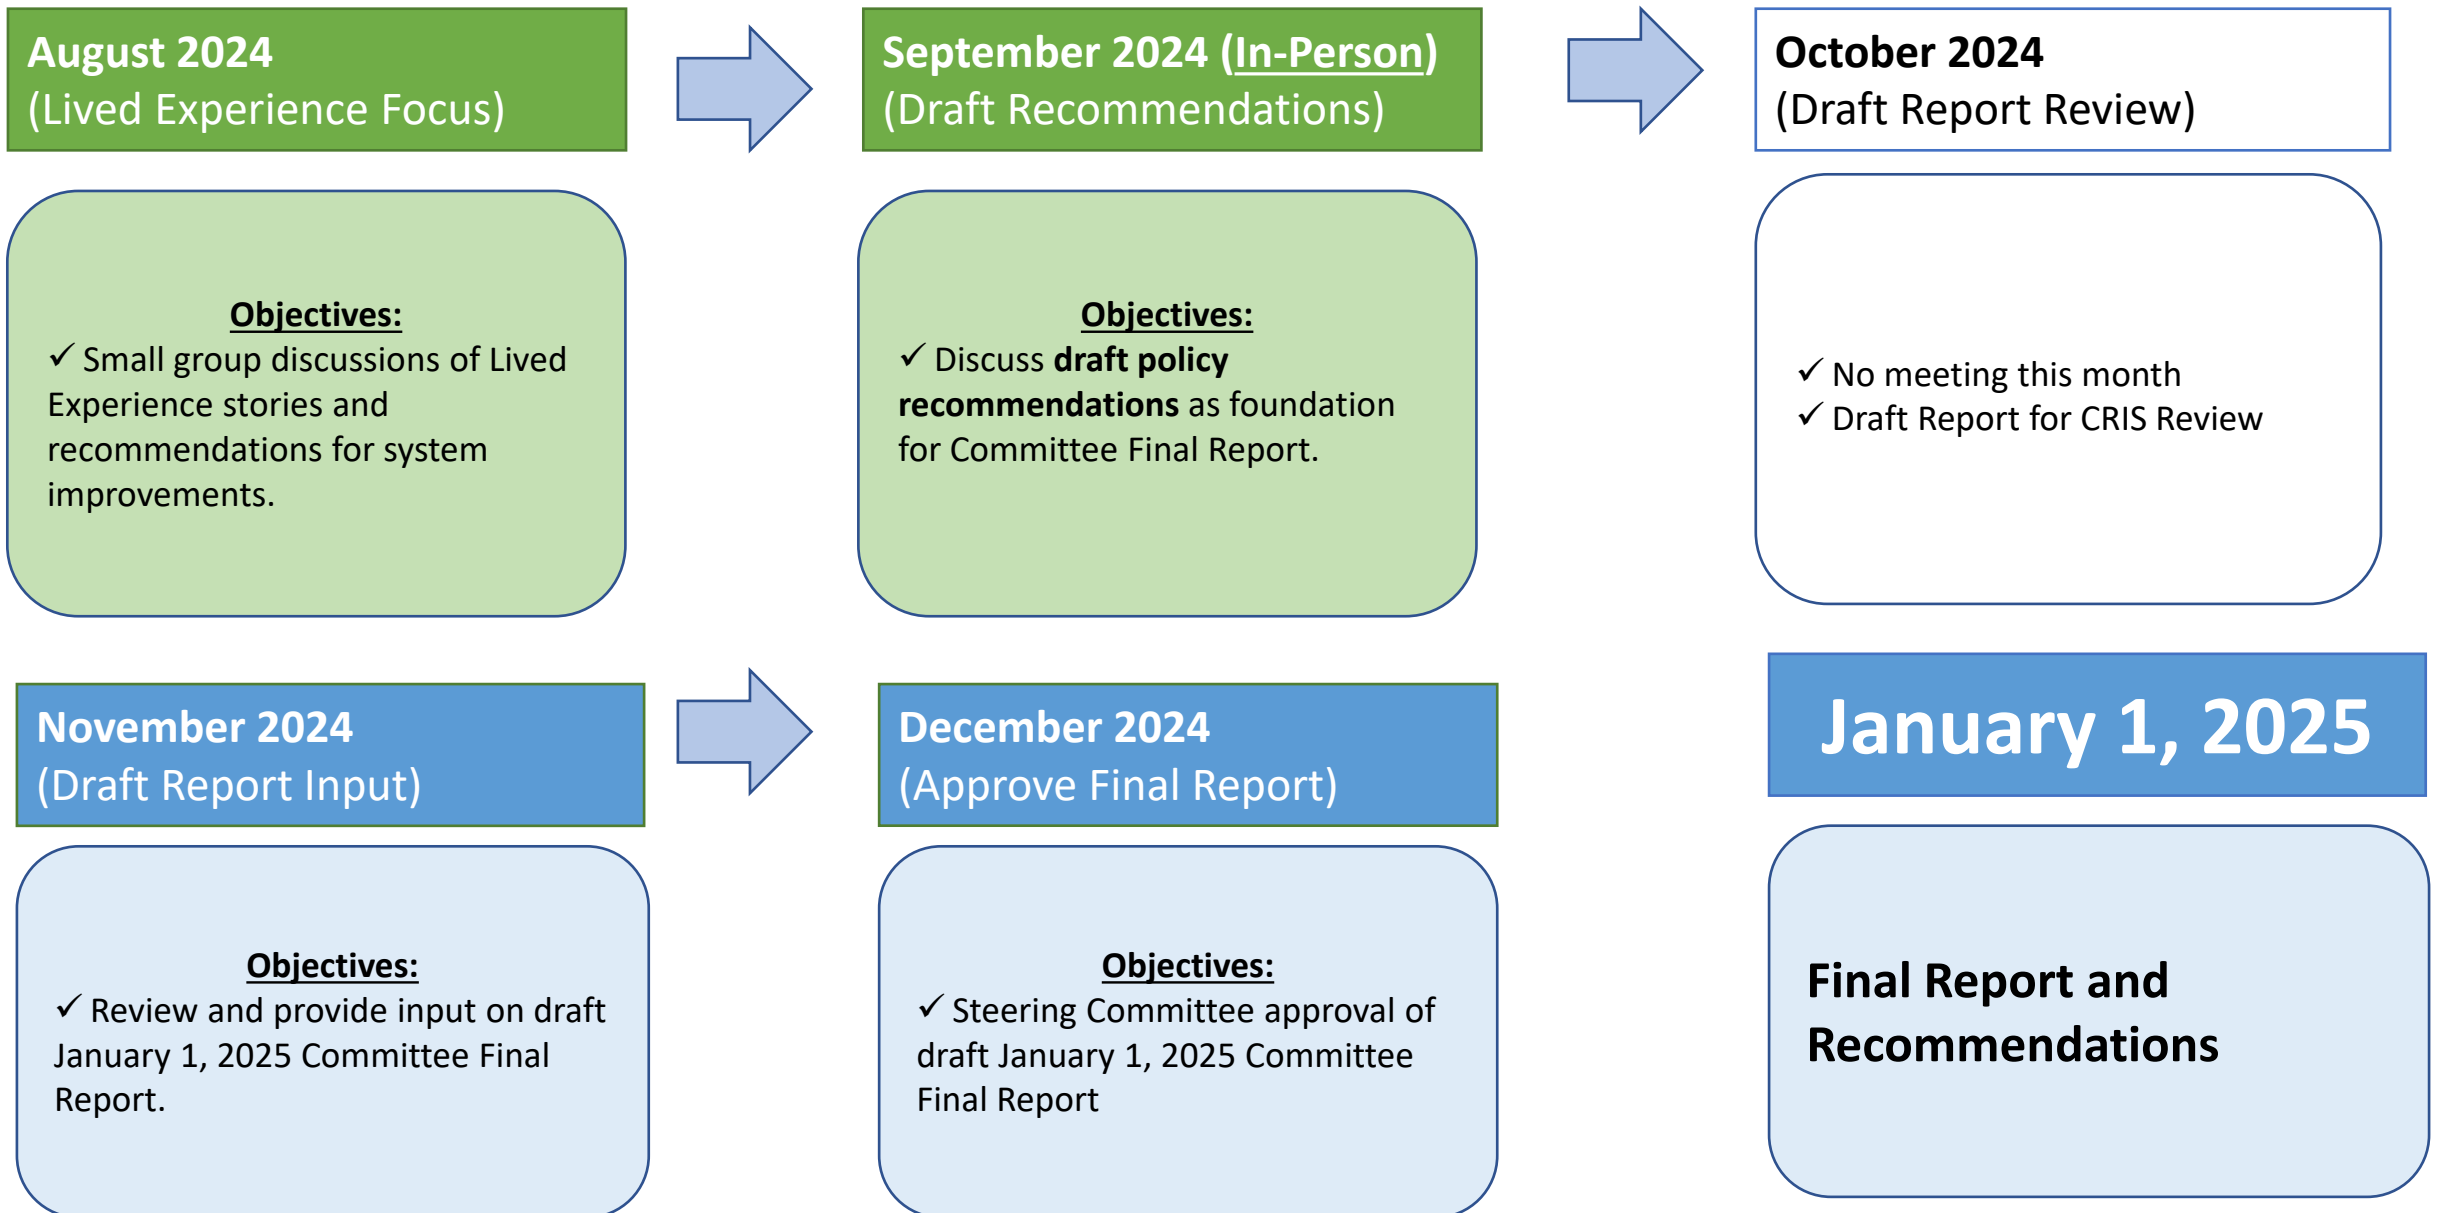 August 2024
(Lived Experience Focus)
Objectives:
✓ Small group discussions of Lived
Experience stories and
recommendations for system
improvements.
September 2024 (In-Person)
(Draft Recommendations)
Objectives:
✓ Discuss draft policy
recommendations as foundation
for Committee Final Report.
October 2024
(Draft Report Review)
✓ No meeting this month
✓ Draft Report for CRIS Review
November 2024
(Draft Report Input)
Objectives:
✓ Review and provide input on draft
January 1, 2025 Committee Final
Report.
December 2024
(Approve Final Report)
Objectives:
✓ Steering Committee approval of
draft January 1, 2025 Committee
Final Report
January 1, 2025
Final Report and
Recommendations